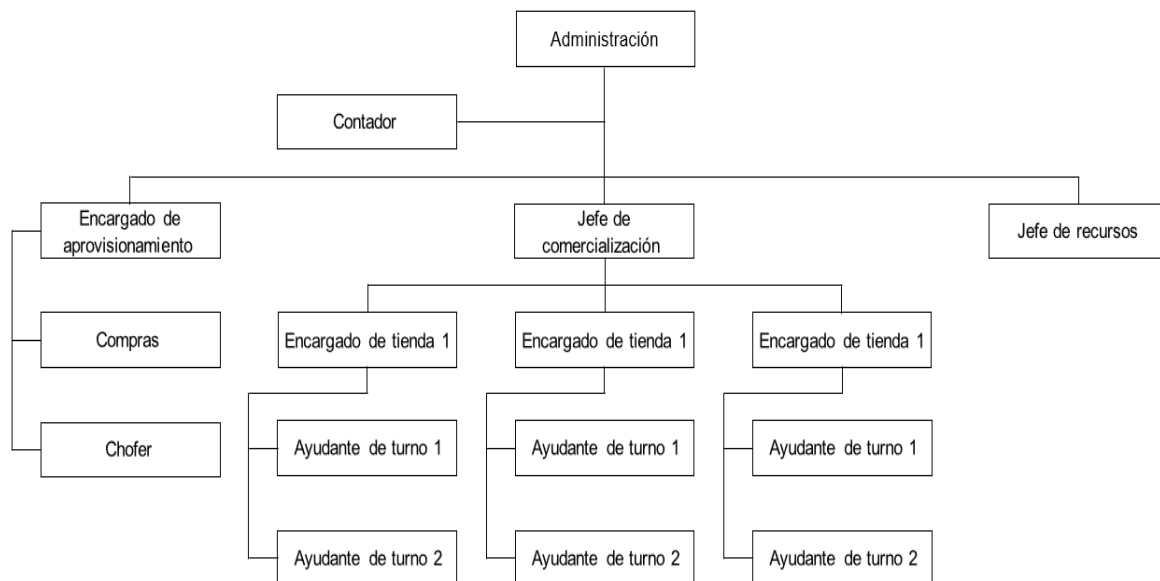 Administración
Contador
Encargado de
aprovisionamiento
Jefe de
comercialización
Jefe de recursos
Compras
Encargado de tienda 1
Encargado de tienda 1
Encargado de tienda 1
Chofer
Ayudante de turno 1
Ayudante de turno 1
Ayudante de turno 1
Ayudante de turno 2
Ayudante de turno 2
Ayudante de turno 2